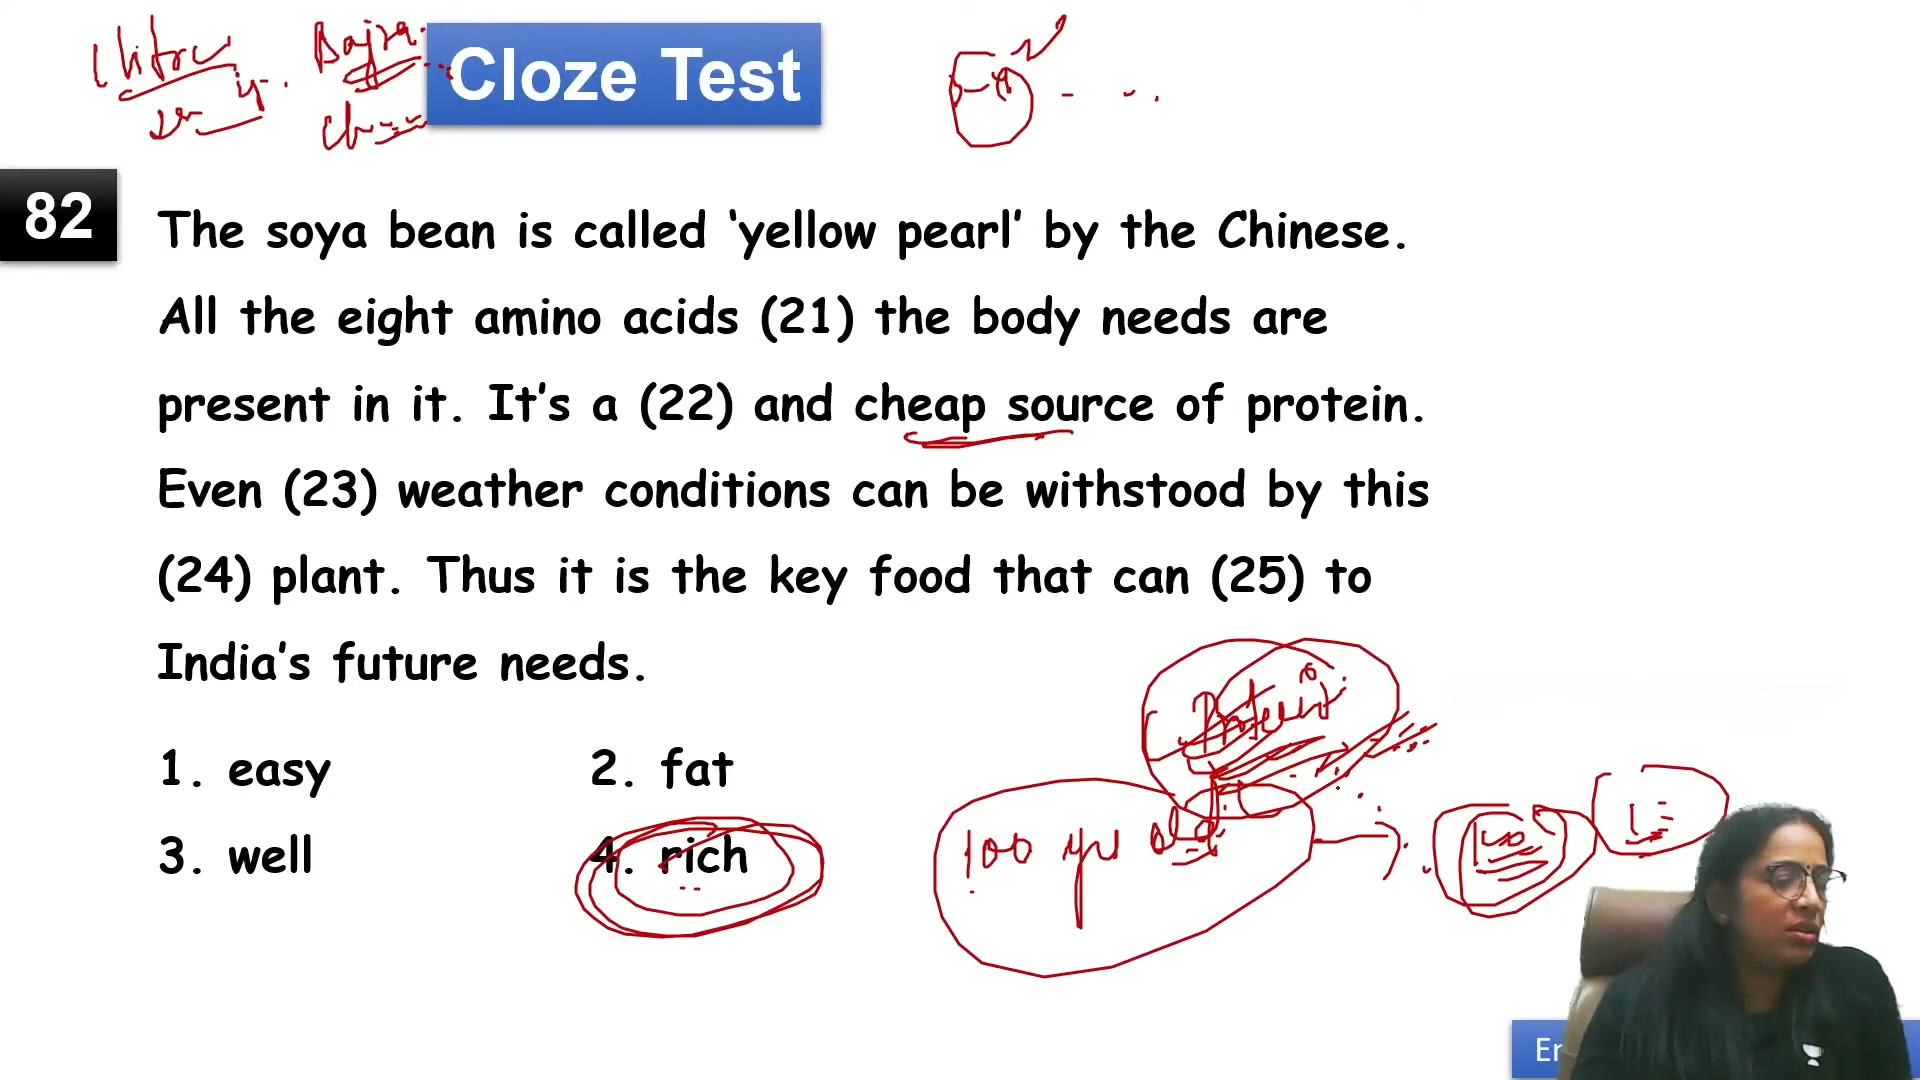 Bajra.
Cloze Test
82
The soya bean is called ‘yellow pearl’ by the Chinese.
All the eight amino acids (21) the body needs are
present in it. It’s a (22) and cheap source of protein.
Even (23) weather conditions can be withstood by this
(24) plant. Thus it is the key food that can (25) to
India’s future needs.
Protein
1. easy
2. fat
100 yrs old
3. well
4. rich